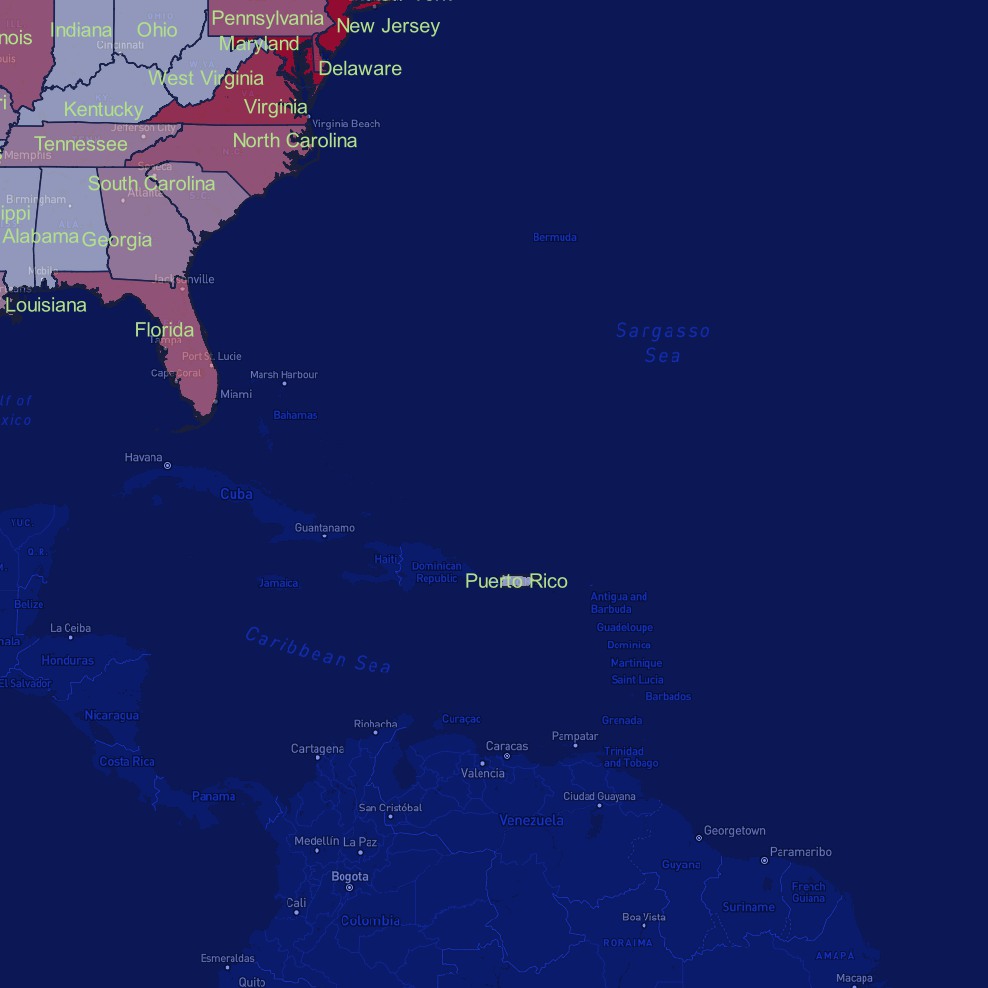 Pennsylvania
New Jersey
Indiana
Ohio
nois
Maryland
Cincinnati
ouis
Delaware
West Virginia
Kentucky
Virginia
ri
Virginia Beach
Jefferson City
North Carolina
Tennessee
Memphis
Seneca
South Carolina
Atlanta
S.C.
Birmingham
ippi
ALA
Alabama
Georgia
Bermuda
Mobile
Jacksonville
Louisiana
Florida
Sargasso
Sea
Tampa
Port St. Lucie
Cape Coral
Marsh Harbour
Miami
lf of
xico
Bahamas
Havana
Cuba
YUC
Guantanamo
Q.R.
Haiti
Dominican
Republic
Jamaica
Puerto Rico
Antigua and
Barbuda
Belize
La Ceiba
Guadeloupe
nala
Caribbean Sea
Dominica
Honduras
Martinique
El Salvador
Saint Lucia
Barbados
Nicaragua
Riohacha
Curaçao
Grenada
Cartagena
Caracas
Pampatar
Costa Rica
Trinidad
and Tobago
Valencia
Panama
San Cristóbal
Ciudad Guayana
Venezuela
Georgetown
Medellín
La Paz
Paramaribo
Guyana
Bogota
French
Guiana
Cali
Suriname
Colombia
Boa Vista
RORAIMA
Esmeraldas
AMAPA
Quito
Macapa